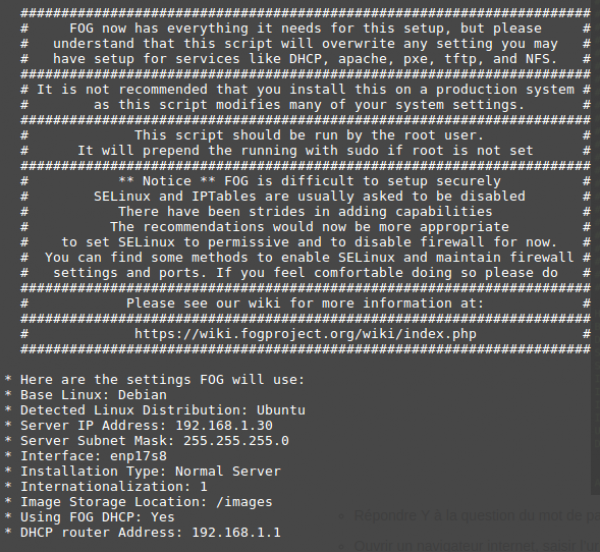 ######################################################################
#     FOG now has everything it needs for this setup, but please     #
#   understand that this script will overwrite any setting you may   #
#   have setup for services like DHCP, apache, pxe, tftp, and NFS.   #
######################################################################
# It is not recommended that you install this on a production system #
#        as this script modifies many of your system settings.       #
######################################################################
#             This script should be run by the root user.            #
#      It will prepend the running with sudo if root is not set      #
######################################################################
#           ** Notice ** FOG is difficult to setup securely          #
#        SELinux and IPTables are usually asked to be disabled       #
#           There have been strides in adding capabilities           #
#          The recommendations would now be more appropriate         #
#    to set SELinux to permissive and to disable firewall for now.   #
#  You can find some methods to enable SELinux and maintain firewall #
#   settings and ports. If you feel comfortable doing so please do   #
######################################################################
#            Please see our wiki for more information at:            #
######################################################################
#             https://wiki.fogproject.org/wiki/index.php             #
######################################################################
* Here are the settings FOG will use:
* Base Linux: Debian
* Detected Linux Distribution: Ubuntu
* Server IP Address: 192.168.1.30
* Server Subnet Mask: 255.255.255.0
* Interface: enp17s8
* Installation Type: Normal Server
* Internationalization: 1
* Image Storage Location: /images
* Using FOG DHCP: Yes
* DHCP router Address: 192.168.1.1
Répondre Y à la question du mot de
Ouvrir un navigateur internet, saisir